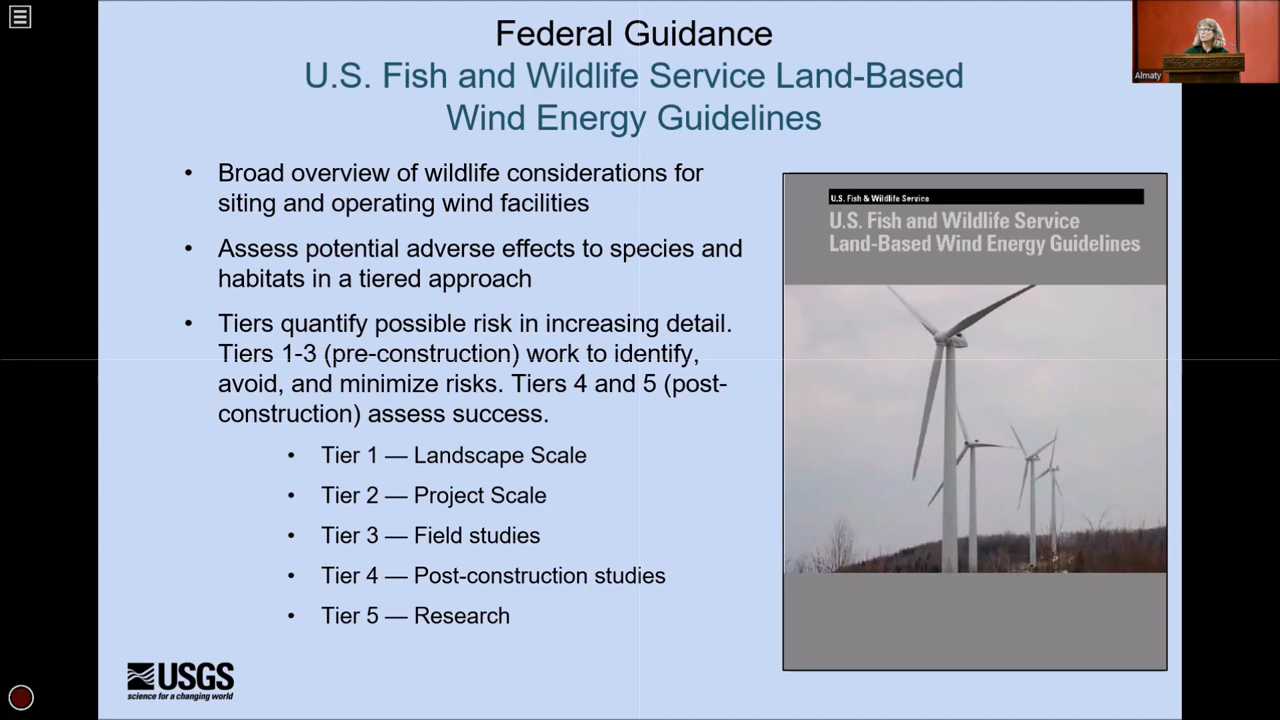 Federal Guidance
U.S. Fish and Wildlife Service Land-Based
Wind Energy Guidelines
• Broad overview of wildlife considerations for
siting and operating wind facilities
• Assess potential adverse effects to species and
habitats in a tiered approach
• Tiers quantify possible risk in increasing detail.
Tiers 1-3 (pre-construction) work to identify,
avoid, and minimize risks. Tiers 4 and 5 (post-
construction) assess success.
• Tier 1 — Landscape Scale
• Tier 2 — Project Scale
• Tier 3 — Field studies
• Tier 4 — Post-construction studies
• Tier 5 — Research
U.S. Fish & Wildlife Service
U.S. Fish and Wildlife Service
Land-Based Wind Energy Guidelines
USGS
science for a changing world
Almaty